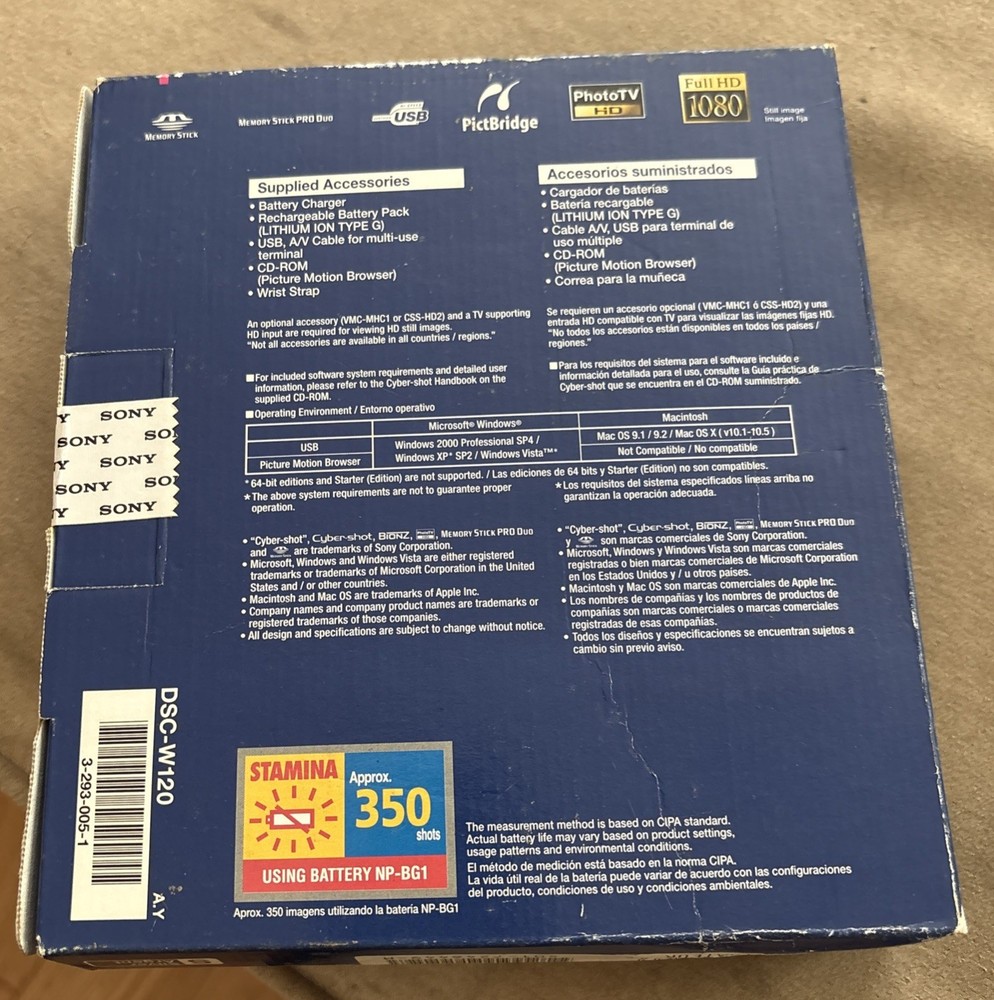 MEMORY STICK
MEMORY STICK PRO DUO
USB
PictBridge
PhotoTV
HD
Full HD
1080
Still image
Imagen fija
Supplied Accessories
• Battery Charger
• Rechargeable Battery Pack
(LITHIUM ION TYPE G)
• USB, A/V Cable for multi-use
terminal
• CD-ROM
(Picture Motion Browser)
• Wrist Strap
An optional accessory (VMC-MHC1 or CSS-HD2) and a TV supporting
HD input are required for viewing HD still images.
"Not all accessories are available in all countries / regions."
■For included software system requirements and detailed user
information, please refer to the Cyber-shot Handbook on the
supplied CD-ROM.
Accesorios suministrados
• Cargador de baterías
• Batería recargable
(LITHIUM ION TYPE G)
• Cable A/V, USB para terminal de
uso múltiple
• CD-ROM
(Picture Motion Browser)
• Correa para la muñeca
Se requieren un accesorio opcional ( VMC-MHC1 ó CSS-HD2) y una
entrada HD compatible con TV para visualizar las imágenes fijas HD.
"No todos los accesorios están disponibles en todos los países /
regiones."
■Para los requisitos del sistema para el software incluido e
información detallada para el uso, consulte la Guía práctica de
Cyber-shot que se encuentra en el CD-ROM suministrado.
■Operating Environment / Entorno operativo
Microsoft® Windows®
Macintosh
USB
Windows 2000 Professional SP4 /
Windows XP* SP2 / Windows Vista™*
Mac OS 9.1 / 9.2 / Mac OS X ( v10.1-10.5 )
Picture Motion Browser
Not Compatible / No compatible
* 64-bit editions and Starter (Edition) are not supported. / Las ediciones de 64 bits y Starter (Edition) no son compatibles.
★The above system requirements are not to guarantee proper
operation.
★Los requisitos del sistema especificados líneas arriba no
garantizan la operación adecuada.
• "Cyber-shot", Cyber-shot, BIONZ, MEMORY STICK PRO DUO
and are trademarks of Sony Corporation.
• Microsoft, Windows and Windows Vista are either registered
trademarks or trademarks of Microsoft Corporation in the United
States and / or other countries.
• Macintosh and Mac OS are trademarks of Apple Inc.
• Company names and company product names are trademarks or
registered trademarks of those companies.
• All design and specifications are subject to change without notice.
• "Cyber-shot", Cyber-shot, BIONZ, MEMORY STICK PRO DUO
y son marcas comerciales de Sony Corporation.
• Microsoft, Windows y Windows Vista son marcas comerciales
registradas o bien marcas comerciales de Microsoft Corporation
en los Estados Unidos y / u otros países.
• Macintosh y Mac OS son marcas comerciales de Apple Inc.
• Los nombres de compañías y los nombres de productos de
compañías son marcas comerciales o marcas comerciales
registradas de esas compañías.
• Todos los diseños y especificaciones se encuentran sujetos a
cambio sin previo aviso.
Y SONY
SONY SO
Y SONY
SONY SO
Y SONY
DSC-W120
3-293-005-1
A.Y.
STAMINA
Approx.
350
shots
USING BATTERY NP-BG1
Aprox. 350 imagens utilizando la batería NP-BG1
The measurement method is based on CIPA standard.
Actual battery life may vary based on product settings,
usage patterns and environmental conditions.
El método de medición está basado en la norma CIPA.
La vida útil real de la batería puede variar de acuerdo con las configuraciones
del producto, condiciones de uso y condiciones ambientales.